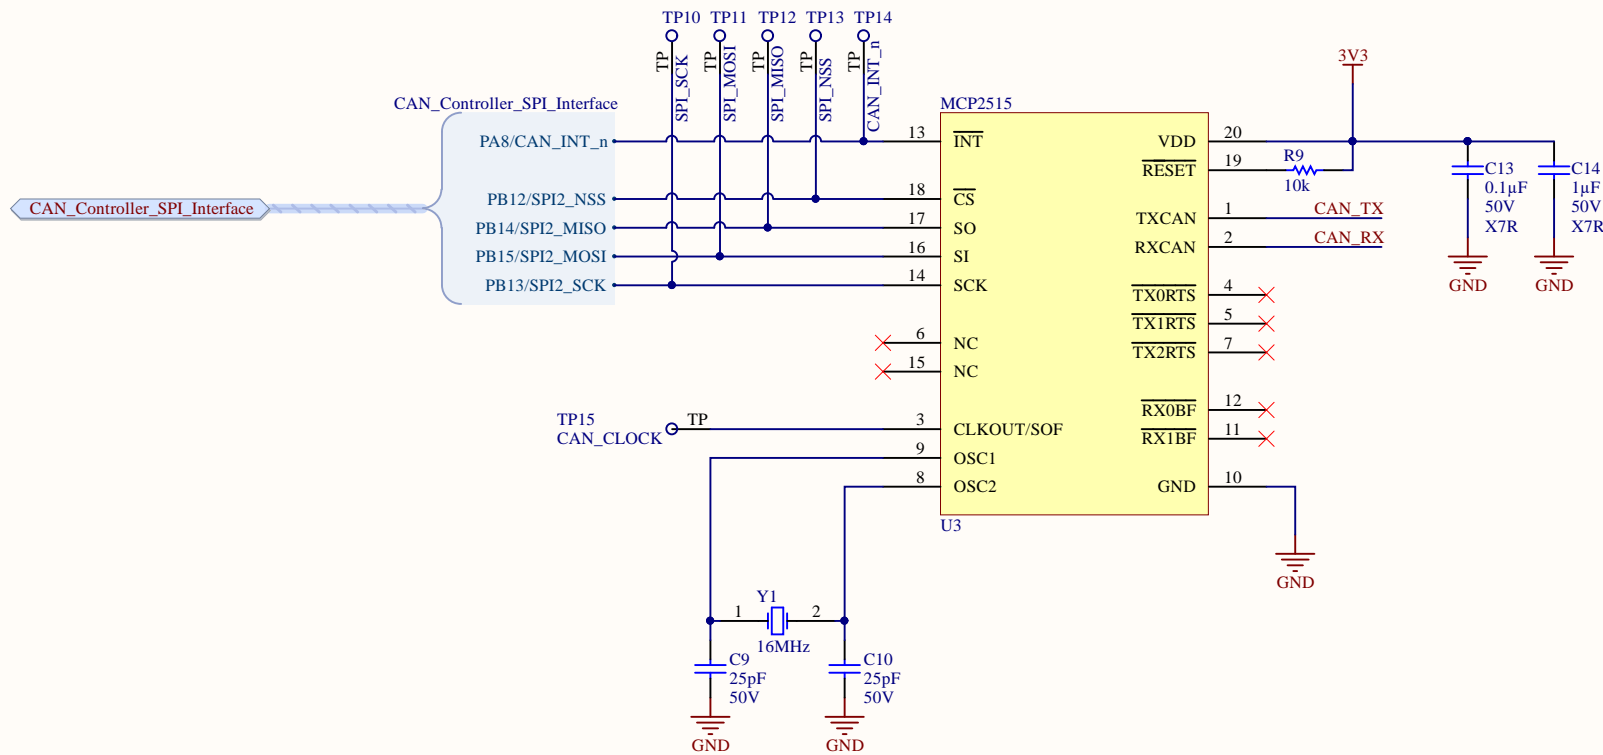 TP10 TP11 TP12 TP13 TP14
TP TP TP TP TP
SPI_SCK
SPI_MOSI
SPI_MISO
SPI_NSS
CAN_INT_n
CAN_Controller_SPI_Interface
CAN_Controller_SPI_Interface
PA8/CAN_INT_n
PB12/SPI2_NSS
PB14/SPI2_MISO
PB15/SPI2_MOSI
PB13/SPI2_SCK
MCP2515
13 INT
18 CS
17 SO
16 SI
14 SCK
6 NC
15 NC
TP15 TP
CAN_CLOCK
3 CLKOUT/SOF
9 OSC1
8 OSC2
U3
VDD 20
RESET 19
TXCAN 1
RXCAN 2
TX0RTS 4
TX1RTS 5
TX2RTS 7
RX0BF 12
RX1BF 11
GND 10
3V3
R9
10k
CAN_TX
CAN_RX
C13
0.1µF
50V
X7R
GND
C14
1µF
50V
X7R
GND
GND
Y1
1 2
16MHz
C9
25pF
50V
GND
C10
25pF
50V
GND